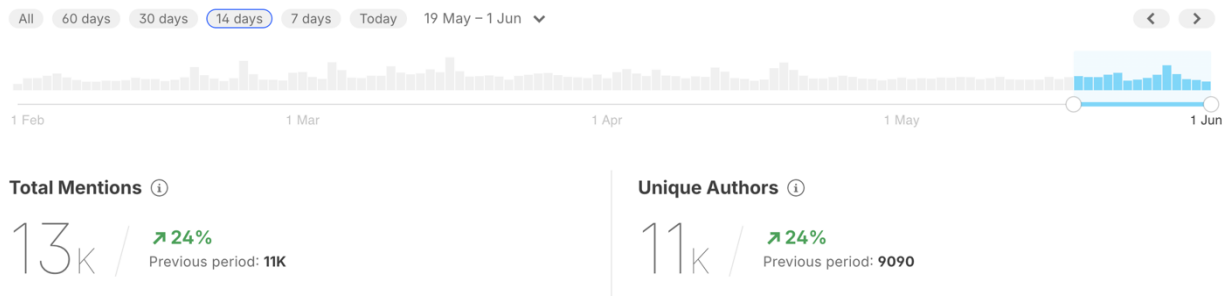 All 60 days 30 days 14 days 7 days Today 19 May – 1 Jun
1 Feb 1 Mar 1 Apr 1 May 1 Jun
Total Mentions
13K
24%
Previous period: 11K
Unique Authors
11K
24%
Previous period: 9090